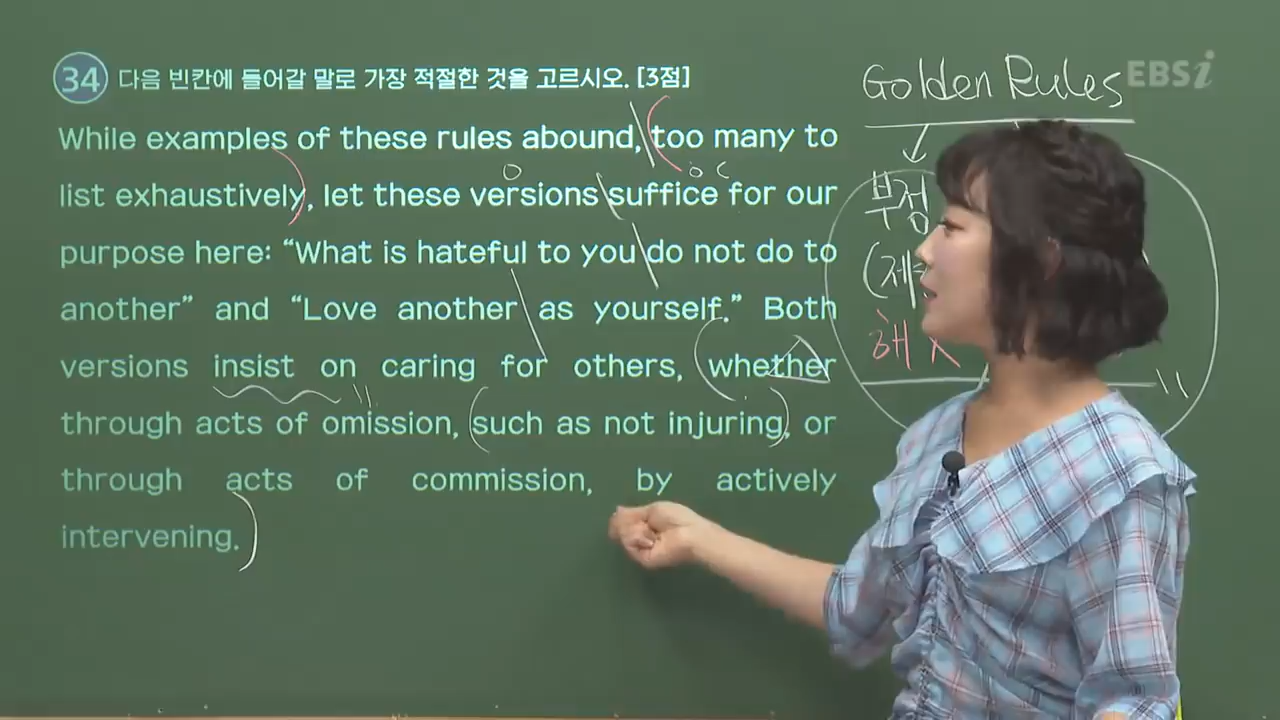 34 다음 빈칸에 들어갈 말로 가장 적절한 것을 고르시오. [3점]
While examples of these rules abound, too many to
list exhaustively, let these versions suffice for our
purpose here: “What is hateful to you do not do to
another” and “Love another as yourself.” Both
versions insist on caring for others, whether
through acts of omission, such as not injuring, or
through acts of commission, by actively
intervening.
Golden Rules
EBSi
부정
(제
해 X